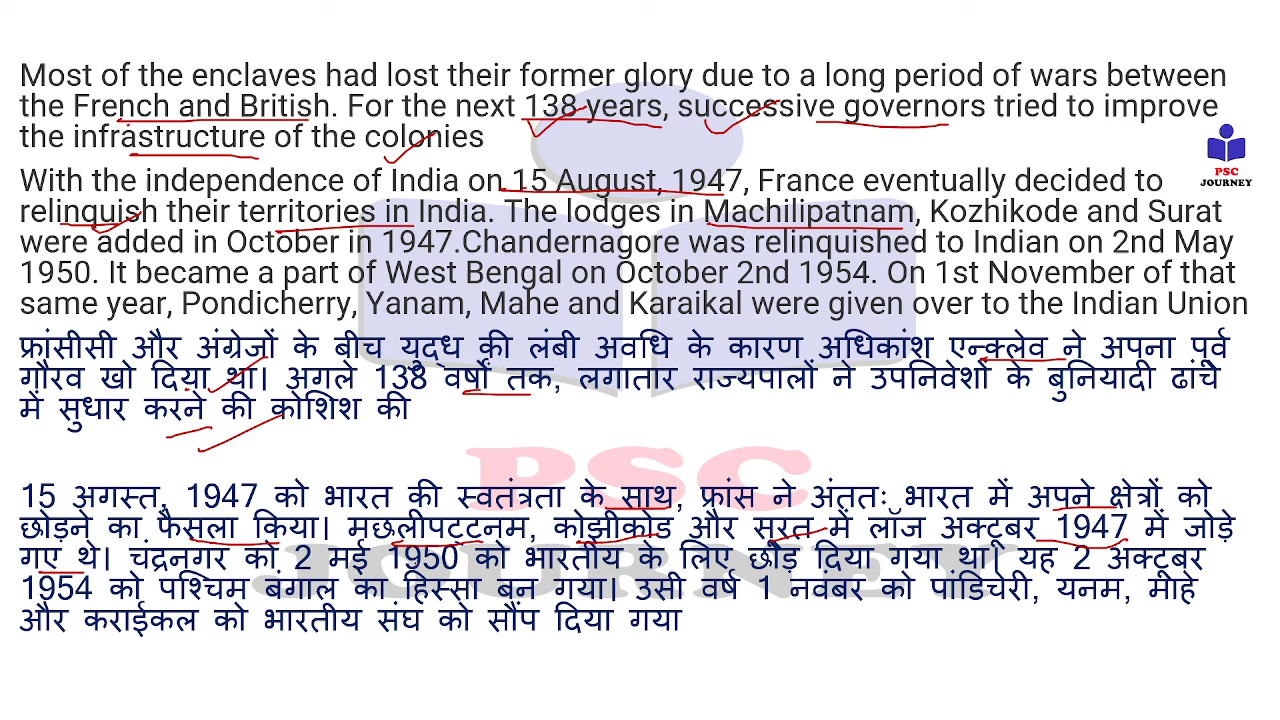 Most of the enclaves had lost their former glory due to a long period of wars between
the French and British. For the next 138 years, successive governors tried to improve
the infrastructure of the colonies
PSC
JOURNEY
With the independence of India on 15 August, 1947, France eventually decided to
relinquish their territories in India. The lodges in Machilipatnam, Kozhikode and Surat
were added in October in 1947.Chandernagore was relinquished to Indian on 2nd May
1950. It became a part of West Bengal on October 2nd 1954. On 1st November of that
same year, Pondicherry, Yanam, Mahe and Karaikal were given over to the Indian Union
फ्रांसीसी और अंग्रेजों के बीच युद्ध की लंबी अवधि के कारण अधिकांश एन्क्लेव ने अपना पूर्व
गौरव खो दिया था। अगले 138 वर्षों तक, लगातार राज्यपालों ने उपनिवेशों के बुनियादी ढांचे
में सुधार करने की कोशिश की
PSC
15 अगस्त, 1947 को भारत की स्वतंत्रता के साथ, फ्रांस ने अंततः भारत में अपने क्षेत्रों को
छोड़ने का फैसला किया। मछलीपट्टनम, कोझीकोड और सूरत में लॉज अक्टूबर 1947 में जोड़े
गए थे। चंद्रनगर को 2 मई 1950 को भारतीय के लिए छोड़ दिया गया था। यह 2 अक्टूबर
JOURNEY
1954 को पश्चिम बंगाल का हिस्सा बन गया। उसी वर्ष 1 नवंबर को पांडिचेरी, यनम, मीहे
और कराईकल को भारतीय संघ को सौंप दिया गया